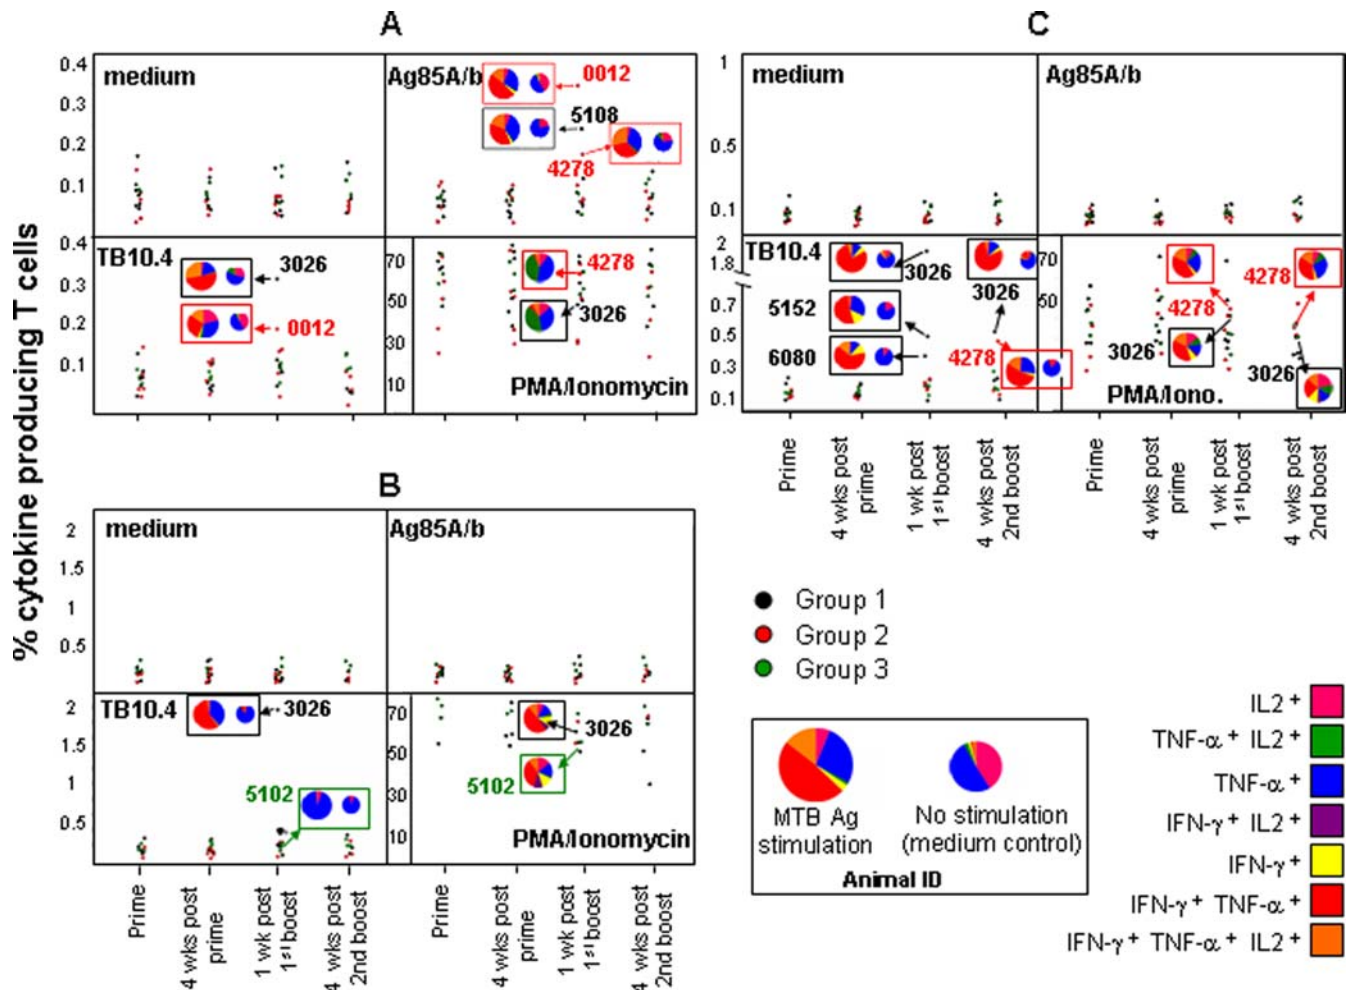 A
C
% cytokine producing T cells
0.4
0.3
0.2
0.1
medium
Ag85A/b
0012
5108
4278
0.4
0.3
0.2
0.1
TB10.4
3026
0012
70
50
30
10
4278
3026
PMA/Ionomycin
1
0.5
0.1
medium
Ag85A/b
2
1.8
0.7
0.5
0.3
0.1
TB10.4
3026
5152
6080
3026
4278
70
50
4278
3026
4278
3026
PMA/Iono.
Prime
4 wks post
prime
1 wk post
1st boost
4 wks post
2nd boost
Prime
4 wks post
prime
1 wk post
1st boost
4 wks post
2nd boost
B
2
1.5
1
0.5
medium
Ag85A/b
2
1.5
1
0.5
TB10.4
3026
5102
70
50
30
10
3026
5102
PMA/Ionomycin
Prime
4 wks post
prime
1 wk post
1st boost
4 wks post
2nd boost
Prime
4 wks post
prime
1 wk post
1st boost
4 wks post
2nd boost
Group 1
Group 2
Group 3
MTB Ag
stimulation
No stimulation
(medium control)
Animal ID
IL2+
TNF-α+ IL2+
TNF-α+
IFN-γ+ IL2+
IFN-γ+
IFN-γ+ TNF-α+
IFN-γ+ TNF-α+ IL2+